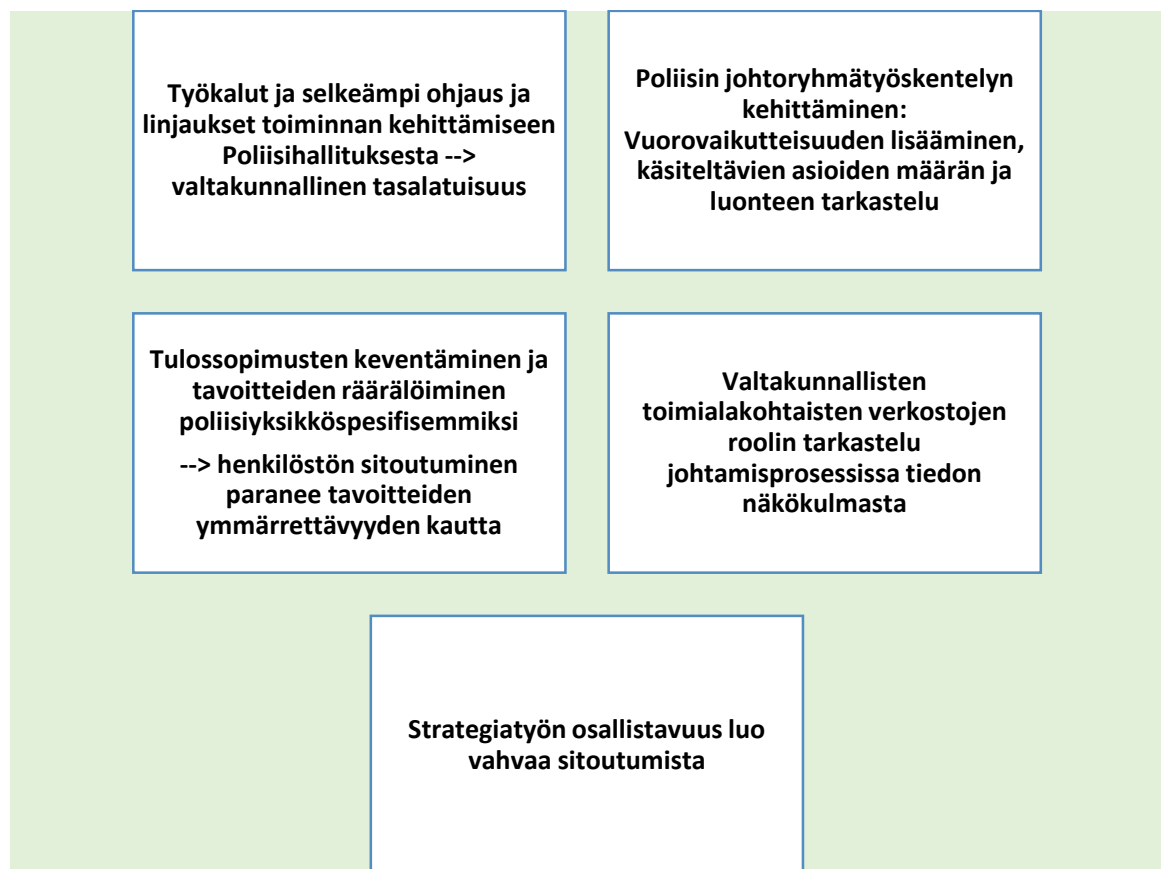 Työkalut ja selkeämpi ohjaus ja
linjaukset toiminnan kehittämiseen
Poliisihallituksesta -->
valtakunnallinen tasalatuisuus
Poliisin johtoryhmätyöskentelyn
kehittäminen:
Vuorovaikutteisuuden lisääminen,
käsiteltävien asioiden määrän ja
luonteen tarkastelu
Tulossopimusten keventäminen ja
tavoitteiden räärälöiminen
poliisiyksikköspesifisemmiksi
--> henkilöstön sitoutuminen
paranee tavoitteiden
ymmärrettävyyden kautta
Valtakunnallisten
toimialakohtaisten verkostojen
roolin tarkastelu
johtamisprosessissa tiedon
näkökulmasta
Strategiatyön osallistavuus luo
vahvaa sitoutumista